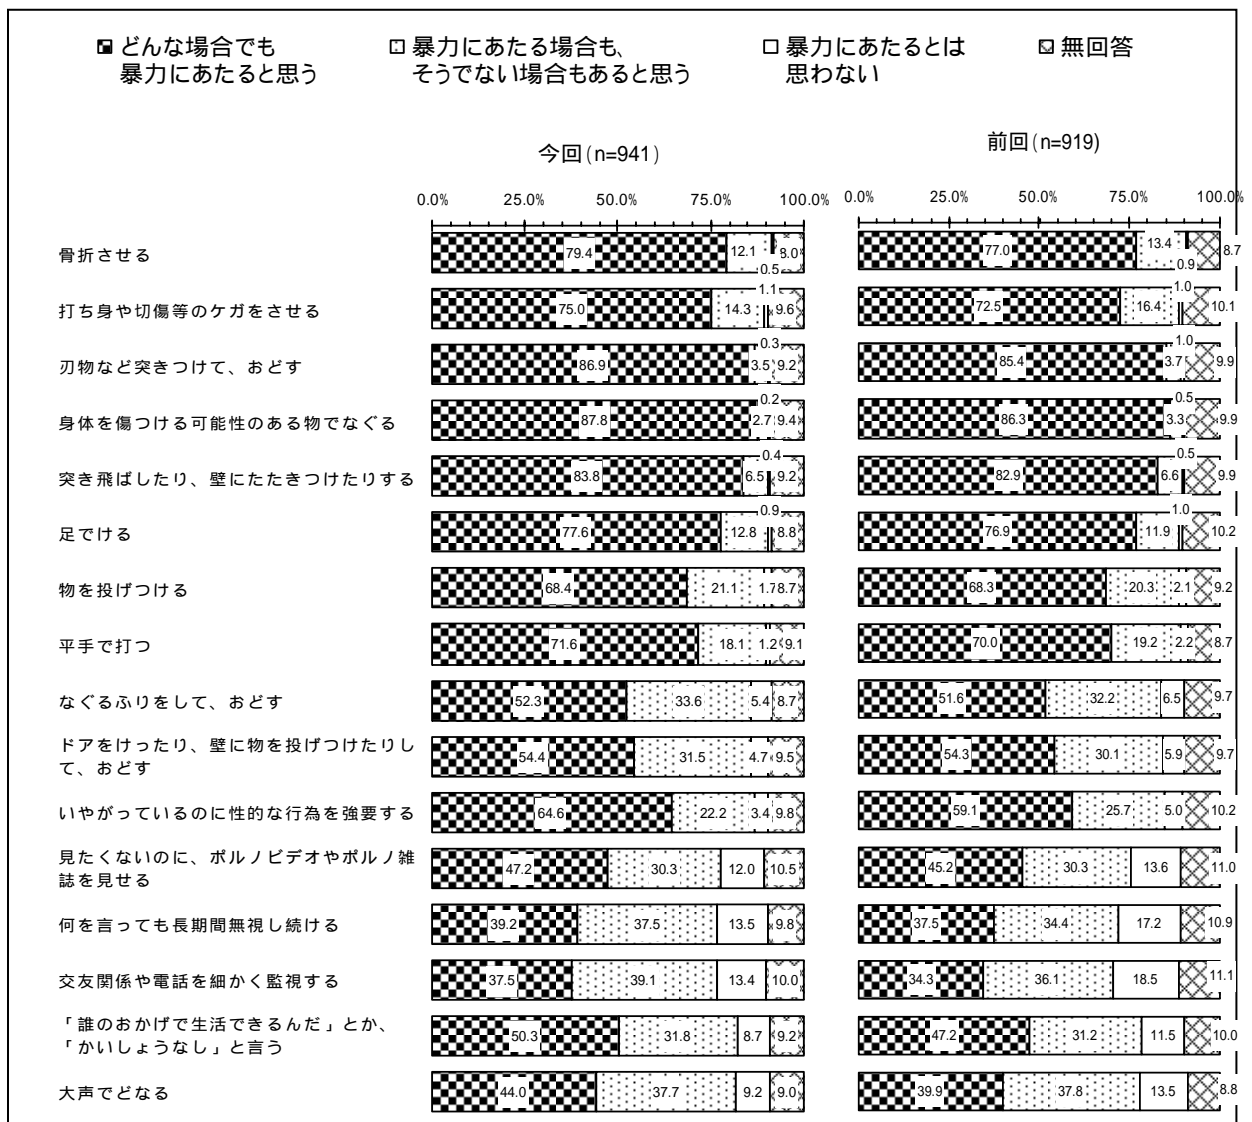 どんな場合でも
暴力にあたると思う
暴力にあたる場合も、
そうでない場合もあると思う
暴力にあたるとは
思わない
無回答
今回(n=941)
前回(n=919)
0.0% 25.0% 50.0% 75.0% 100.0% 0.0% 25.0% 50.0% 75.0% 100.0%
骨折させる 79.4 12.1 0.5 8.0 77.0 13.4 0.9 8.7
打ち身や切傷等のケガをさせる 75.0 14.3 1.1 9.6 72.5 16.4 1.0 10.1
刃物など突きつけて、おどす 86.9 3.5 0.3 9.2 85.4 3.7 1.0 9.9
身体を傷つける可能性のある物でなぐる 87.8 2.7 0.2 9.4 86.3 3.3 0.5 9.9
突き飛ばしたり、壁にたたきつけたりする 83.8 6.5 0.4 9.2 82.9 6.6 0.5 9.9
足でける 77.6 12.8 0.9 8.8 76.9 11.9 1.0 10.2
物を投げつける 68.4 21.1 1.7 8.7 68.3 20.3 2.1 9.2
平手で打つ 71.6 18.1 1.2 9.1 70.0 19.2 2.2 8.7
なぐるふりをして、おどす 52.3 33.6 5.4 8.7 51.6 32.2 6.5 9.7
ドアをけったり、壁に物を投げつけたりし
て、おどす 54.4 31.5 4.7 9.5 54.3 30.1 5.9 9.7
いやがっているのに性的な行為を強要する 64.6 22.2 3.4 9.8 59.1 25.7 5.0 10.2
見たくないのに、ポルノビデオやポルノ雑
誌を見せる 47.2 30.3 12.0 10.5 45.2 30.3 13.6 11.0
何を言っても長期間無視し続ける 39.2 37.5 13.5 9.8 37.5 34.4 17.2 10.9
交友関係や電話を細かく監視する 37.5 39.1 13.4 10.0 34.3 36.1 18.5 11.1
「誰のおかげで生活できるんだ」とか、
「かいしょうなし」と言う 50.3 31.8 8.7 9.2 47.2 31.2 11.5 10.0
大声でどなる 44.0 37.7 9.2 9.0 39.9 37.8 13.5 8.8